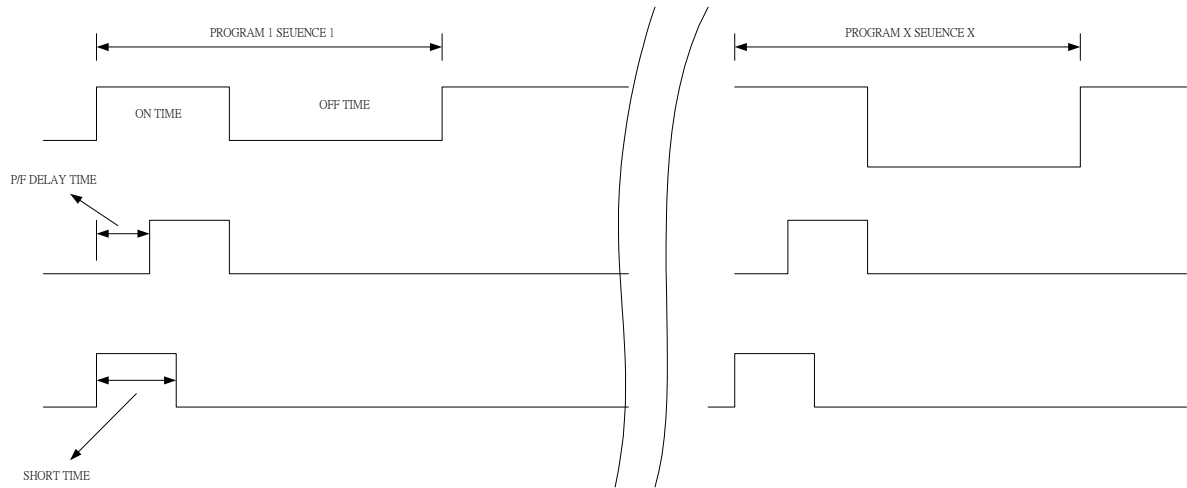 PROGRAM 1 SEUENCE 1
PROGRAM X SEUENCE X
ON TIME
OFF TIME
P/F DELAY TIME
SHORT TIME